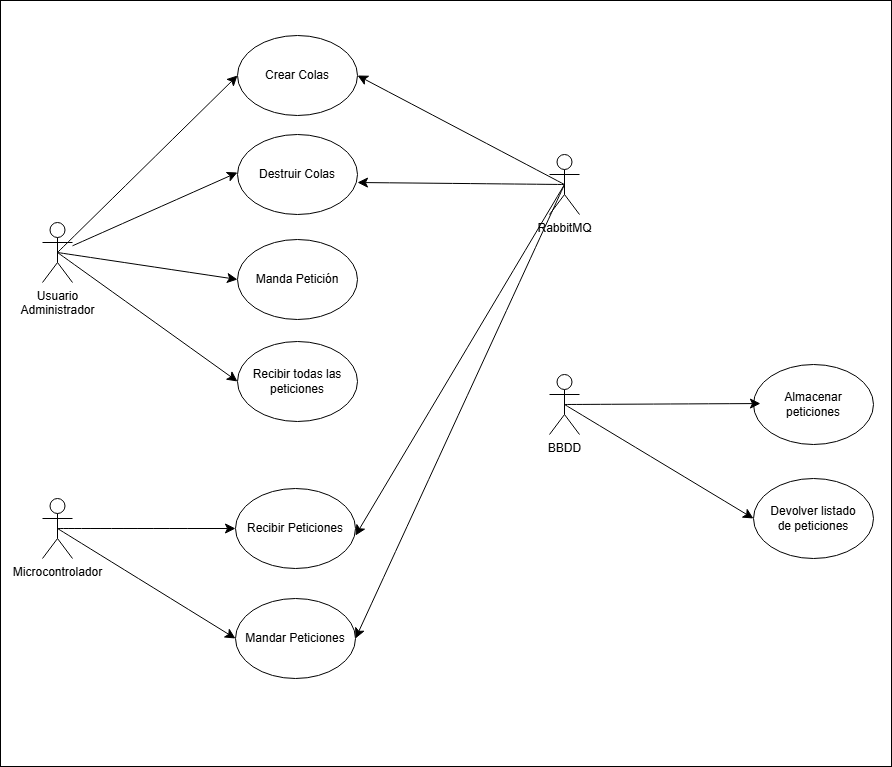 Crear Colas
Destruir Colas
RabbitMQ
Usuario
Administrador
Manda Petición
Recibir todas las
peticiones
Almacenar
peticiones
BBDD
Devolver listado
de peticiones
Recibir Peticiones
Microcontrolador
Mandar Peticiones